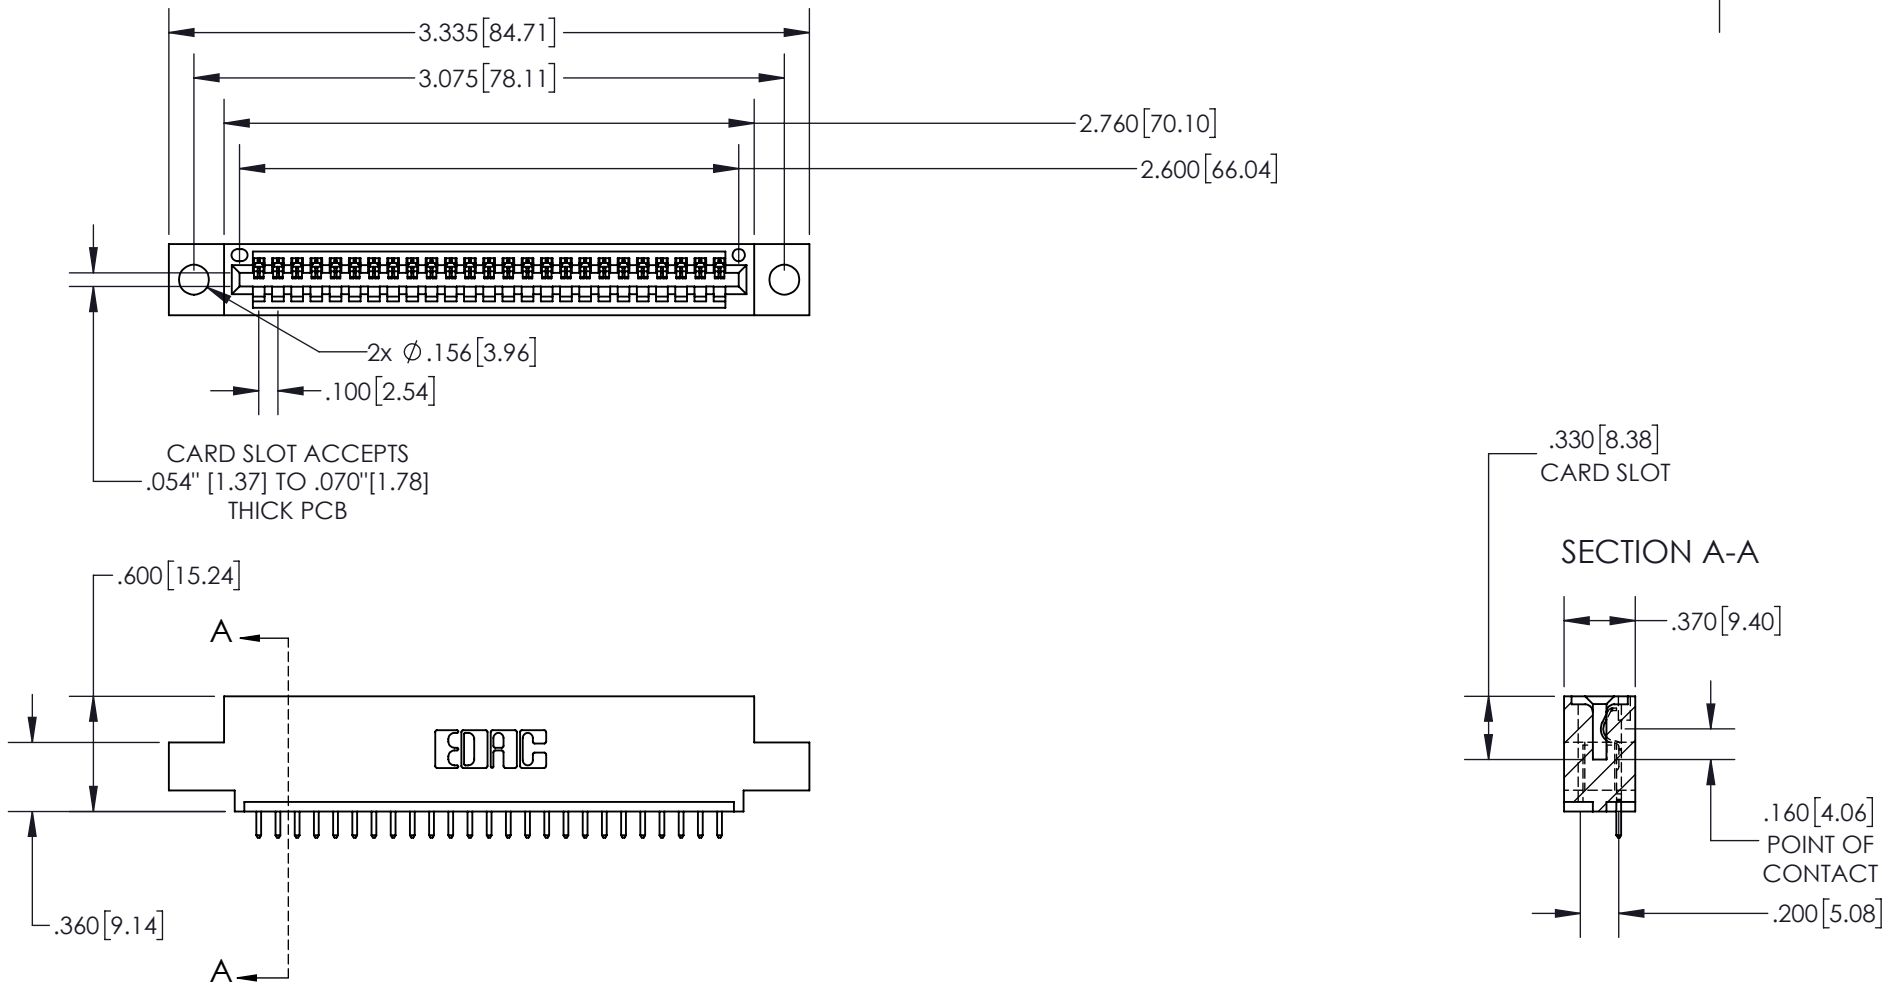 3.335[84.71]
3.075[78.11]
2.760[70.10]
2.600[66.04]
2x ∅.156[3.96]
.100[2.54]
CARD SLOT ACCEPTS
.054" [1.37] TO .070"[1.78]
THICK PCB
.330[8.38]
CARD SLOT
SECTION A-A
.600[15.24]
A
.370[9.40]
EDAC
.160[4.06]
POINT OF
CONTACT
.360[9.14]
.200[5.08]
A